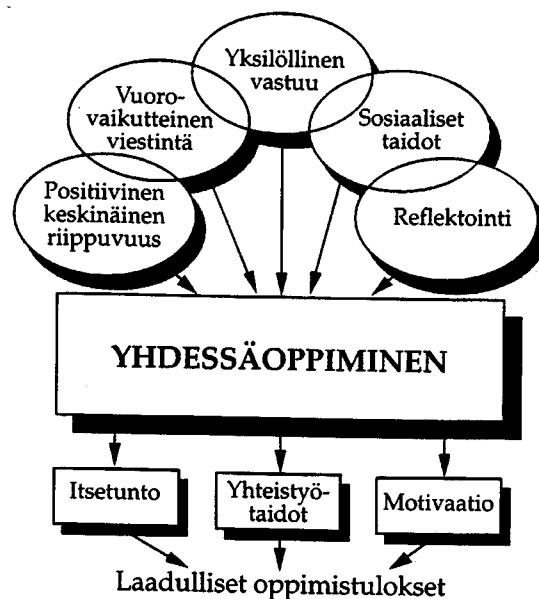 Yksilöllinen
vastuu
Vuoro-
vaikutteinen
viestintä
Sosiaaliset
taidot
Positiivinen
keskinäinen
riippuvuus
Reflektointi
YHDESSÄOPPIMINEN
Itsetunto
Yhteistyö-
taidot
Motivaatio
Laadulliset oppimistulokset